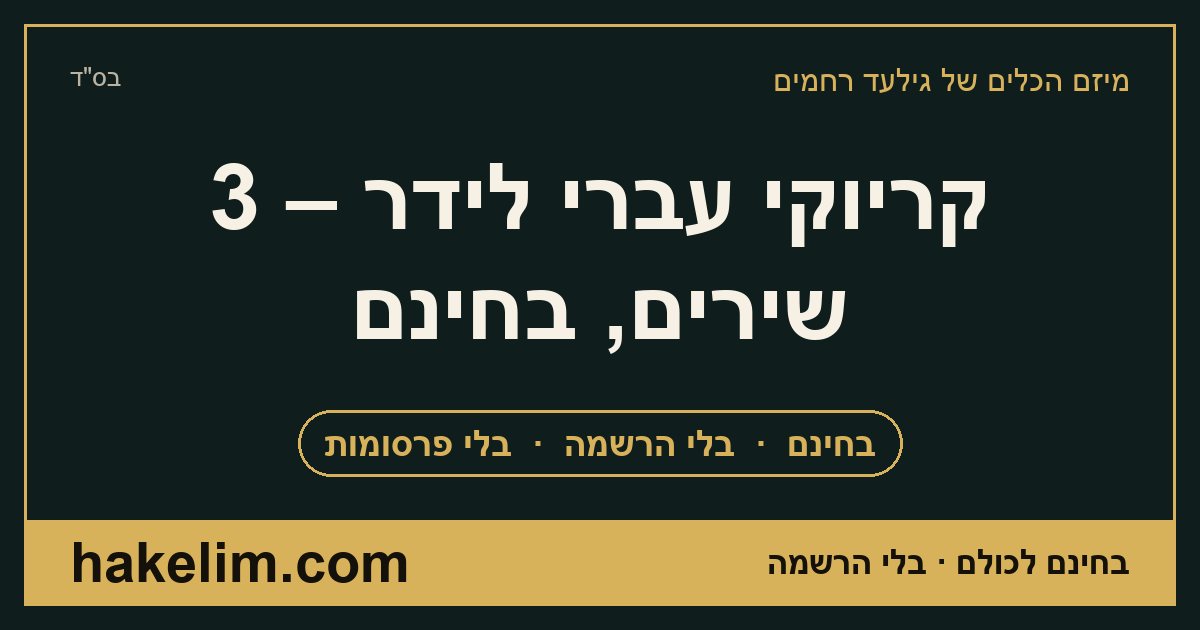 מיזם הכלים של גילעד רחמים
בס"ד
קריוקי עברי לידר – 3
שירים, בחינם
בחינם · בלי הרשמה · בלי פרסומות
בחינם לכולם · בלי הרשמה
hakelim.com